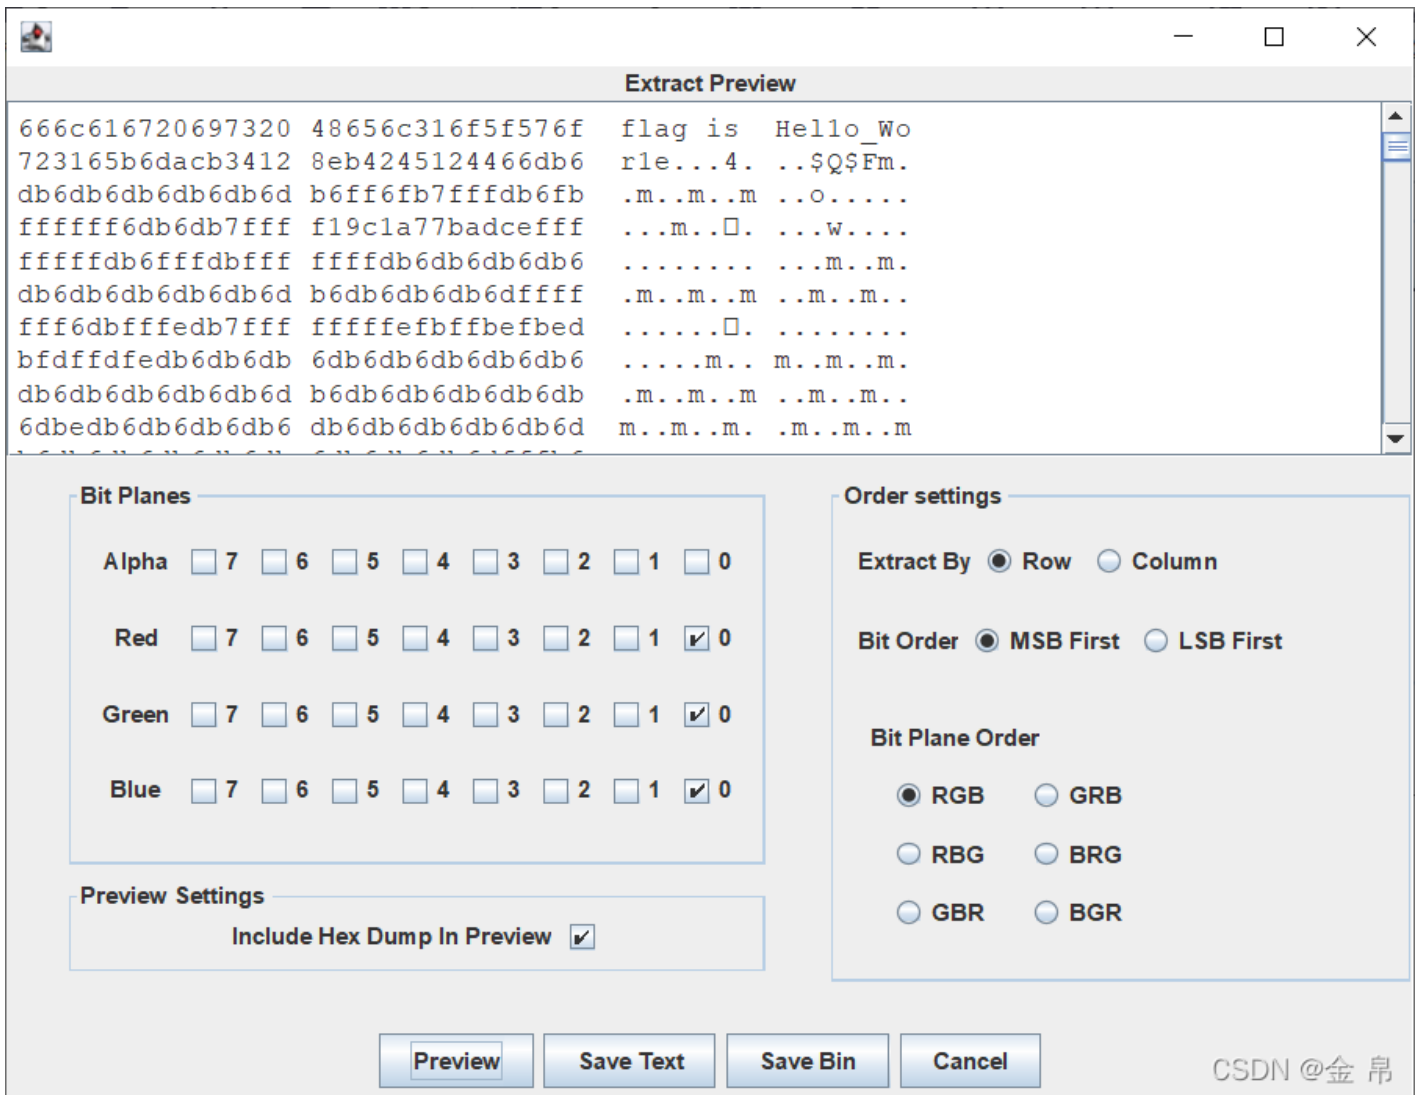 Extract Preview
666c616720697320 48656c316f5f576f flag is Hel1o_Wo
723165b6dacb3412 8eb4245124466db6 r1e...4. ..$Q$Fm.
db6db6db6db6db6d b6ff6fb7fffdb6fb .m..m..m ..o.....
ffffff6db6db7fff f19c1a77badcefff ...m..□. ...w....
fffffdb6fffdbfff ffffdb6db6db6db6 ........ ...m..m.
db6db6db6db6db6d b6db6db6db6dffff .m..m..m ..m..m..
fff6dbfffedb7fff fffffefbffbefbed ......□. ........
bfdffdfedb6db6db 6db6db6db6db6db6 .....m.. m..m..m.
db6db6db6db6db6d b6db6db6db6db6db .m..m..m ..m..m..
6dbedb6db6db6db6 db6db6db6db6db6d m..m..m. .m..m..m
Bit Planes
Alpha 7 6 5 4 3 2 1 0
Red 7 6 5 4 3 2 1 0
Green 7 6 5 4 3 2 1 0
Blue 7 6 5 4 3 2 1 0
Preview Settings
Include Hex Dump In Preview
Order settings
Extract By Row Column
Bit Order MSB First LSB First
Bit Plane Order
RGB GRB
RBG BRG
GBR BGR
Preview Save Text Save Bin Cancel
CSDN @金 帛